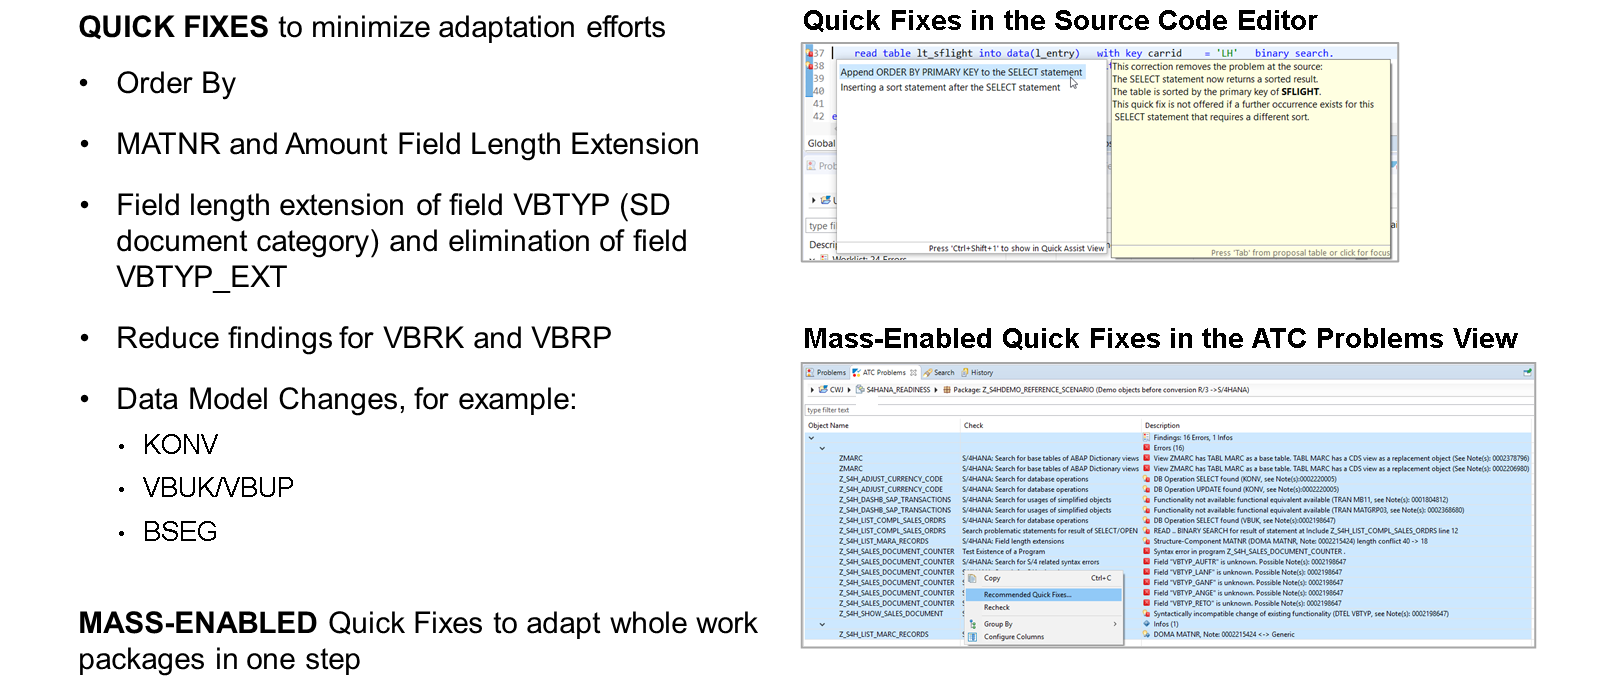 QUICK FIXES to minimize adaptation efforts
• Order By
• MATNR and Amount Field Length Extension
• Field length extension of field VBTYP (SD
document category) and elimination of field
VBTYP_EXT
• Reduce findings for VBRK and VBRP
• Data Model Changes, for example:
• KONV
• VBUK/VBUP
• BSEG
MASS-ENABLED Quick Fixes to adapt whole work
packages in one step
Quick Fixes in the Source Code Editor
37 read table lt_sflight into data(l_entry) with key carrid = 'LH' binary search.
38
39
40
41
42
Append ORDER BY PRIMARY KEY to the SELECT statement
Inserting a sort statement after the SELECT statement
This correction removes the problem at the source:
The SELECT statement now returns a sorted result.
The table is sorted by the primary key of SFLIGHT.
This quick fix is not offered if a further occurrence exists for this
SELECT statement that requires a different sort.
Global
Prob
type fi
Descri
Press 'Ctrl+Shift+1' to show in Quick Assist View
Press 'Tab' from proposal table or click for focus
Worklist: 24 Errors
Mass-Enabled Quick Fixes in the ATC Problems View
Problems ATC Problems Search History
CWJ S4HANA_READINESS Package: Z_S4HDEMO_REFERENCE_SCENARIO (Demo objects before conversion R/3 ->S/4HANA)
type filter text
Object Name Check Description
Findings: 16 Errors, 1 Infos
Errors (16)
ZMARC S/4HANA: Search for base tables of ABAP Dictionary views View ZMARC has TABL MARC as a base table. TABL MARC has a CDS view as a replacement object (See Note(s): 0002378796)
ZMARC S/4HANA: Search for base tables of ABAP Dictionary views View ZMARC has TABL MARC as a base table. TABL MARC has a CDS view as a replacement object (See Note(s): 0002206980)
Z_S4H_ADJUST_CURRENCY_CODE S/4HANA: Search for database operations DB Operation SELECT found (KONV, see Note(s):0002220005)
Z_S4H_ADJUST_CURRENCY_CODE S/4HANA: Search for database operations DB Operation UPDATE found (KONV, see Note(s):0002220005)
Z_S4H_DASHB_SAP_TRANSACTIONS S/4HANA: Search for usages of simplified objects Functionality not available: functional equivalent available (TRAN MB11, see Note(s): 0001804812)
Z_S4H_DASHB_SAP_TRANSACTIONS S/4HANA: Search for usages of simplified objects Functionality not available: functional equivalent available (TRAN MATGRP03, see Note(s): 0002368680)
Z_S4H_LIST_COMPL_SALES_ORDRS S/4HANA: Search for database operations DB Operation SELECT found (VBUK, see Note(s):0002198647)
Z_S4H_LIST_COMPL_SALES_ORDRS Search problematic statements for result of SELECT/OPEN READ .. BINARY SEARCH for result of statement at Include Z_S4H_LIST_COMPL_SALES_ORDRS line 12
Z_S4H_LIST_MARA_RECORDS S/4HANA: Field length extensions Structure-Component MATNR (DOMA MATNR, Note: 0002215424) length conflict 40 -> 18
Z_S4H_SALES_DOCUMENT_COUNTER Test Existence of a Program Syntax error in program Z_S4H_SALES_DOCUMENT_COUNTER .
Z_S4H_SALES_DOCUMENT_COUNTER S/4HANA: Search for S/4 related syntax errors Field "VBTYP_AUFTR" is unknown. Possible Note(s): 0002198647
Z_S4H_SALES_DOCUMENT_COUNTER Field "VBTYP_LANF" is unknown. Possible Note(s): 0002198647
Z_S4H_SALES_DOCUMENT_COUNTER Field "VBTYP_GANF" is unknown. Possible Note(s): 0002198647
Z_S4H_SALES_DOCUMENT_COUNTER Field "VBTYP_ANGE" is unknown. Possible Note(s): 0002198647
Z_S4H_SALES_DOCUMENT_COUNTER Field "VBTYP_RETO" is unknown. Possible Note(s): 0002198647
Z_S4H_SHOW_SALES_DOCUMENT Syntactically incompatible change of existing functionality (DTEL VBTYP, see Note(s): 0002198647)
Infos (1)
Z_S4H_LIST_MARC_RECORDS DOMA MATNR, Note: 0002215424 <-> Generic
Copy Ctrl+C
Recommended Quick Fixes...
Recheck
Group By
Configure Columns